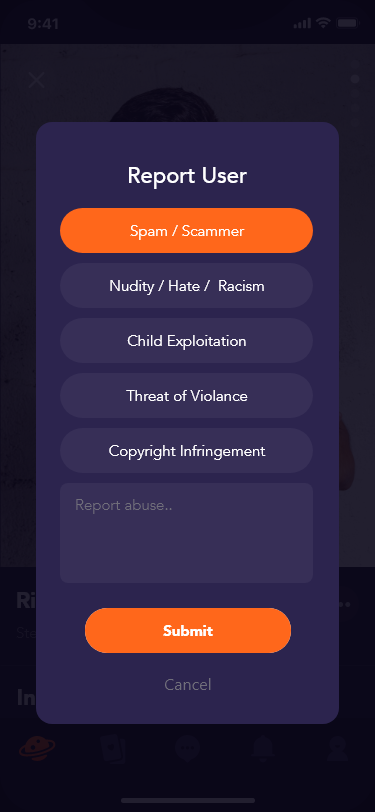 9:41
Report User
Spam / Scammer
Nudity / Hate / Racism
Child Exploitation
Threat of Violance
Copyright Infringement
Report abuse..
Submit
Cancel